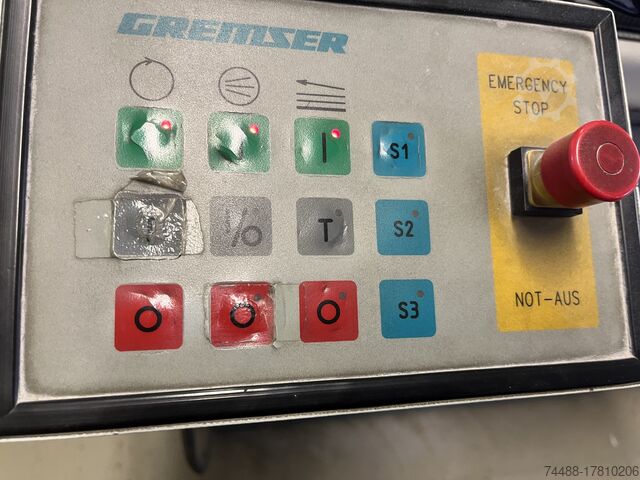 GREMSER
EMERGENCY
STOP
I
S1
I/O
T
S2
O
O
O
S3
NOT-AUS
74488-17810206